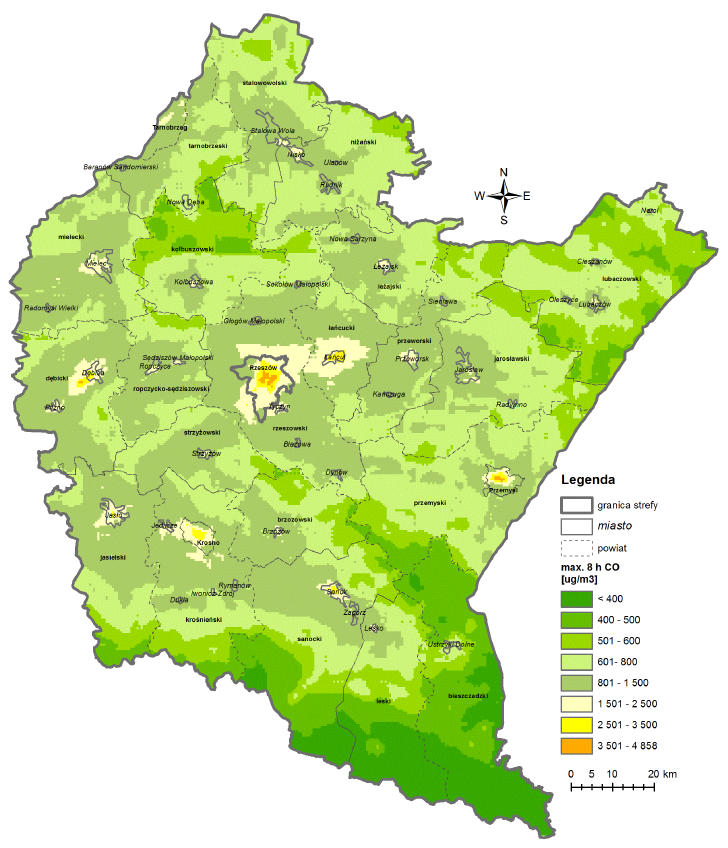 stalowowolski
Tarnobrzeg
Stalowa Wola
tarnobrzeski
niżański
Nisko
Ulanów
Baranów Sandomierski
Rudnik
N
W E
S
Nowa Dęba
Narol
mielecki
kolbuszowski
Nowa Sarzyna
Mielec
Leżajsk
Cieszanów
lubaczowski
Kolbuszowa
Sokołów Małopolski
leżajski
Oleszyce
Lubaczów
Radomyśl Wielki
Sieniawa
Głogów Małopolski
łańcucki
przeworski
Sędziszów Małopolski
Ropczyce
Łańcut
Przeworsk
jarosławski
Rzeszów
Jarosław
dębicki
Dębica
ropczycko-sędziszowski
Kańczuga
Pilzno
Tyczyn
Radymno
strzyżowski
rzeszowski
Błażowa
Strzyżów
Dynów
Przemyśl
przemyski
Jasło
Jedlicze
Krosno
brzozowski
Brzozów
jasielski
Rymanów
Iwonicz-Zdrój
Dukla
Sanok
Zagórz
krośnieński
Lesko
sanocki
Ustrzyki Dolne
leski
bieszczadzki
Legenda
granica strefy
miasto
powiat
max. 8 h CO
[ug/m3]
< 400
400 - 500
501 - 600
601- 800
801 - 1 500
1 501 - 2 500
2 501 - 3 500
3 501 - 4 858
0 5 10 20 km